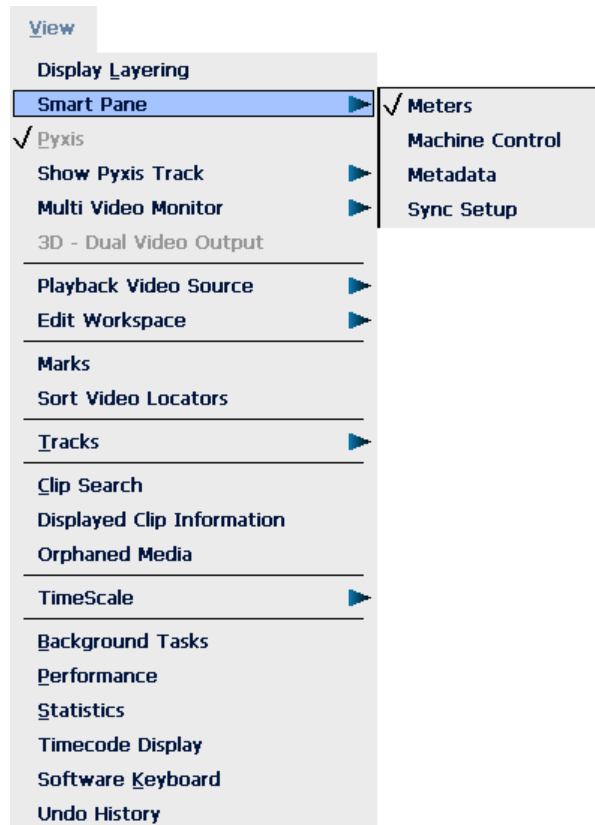 View
Display Layering
Smart Pane
Pyxis
Show Pyxis Track
Multi Video Monitor
3D - Dual Video Output
Playback Video Source
Edit Workspace
Marks
Sort Video Locators
Tracks
Clip Search
Displayed Clip Information
Orphaned Media
TimeScale
Background Tasks
Performance
Statistics
Timecode Display
Software Keyboard
Undo History
Meters
Machine Control
Metadata
Sync Setup